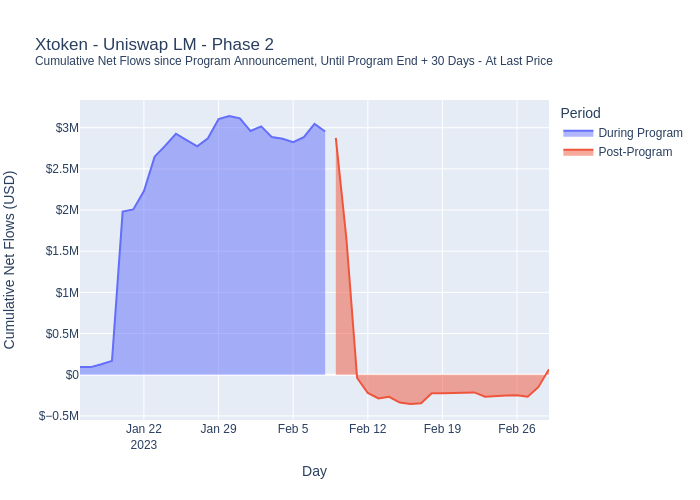 Xtoken - Uniswap LM - Phase 2
Cumulative Net Flows since Program Announcement, Until Program End + 30 Days - At Last Price
Period
During Program
Post-Program
Cumulative Net Flows (USD)
$3M
$2.5M
$2M
$1.5M
$1M
$0.5M
$0
$−0.5M
Jan 22
2023
Jan 29
Feb 5
Feb 12
Feb 19
Feb 26
Day